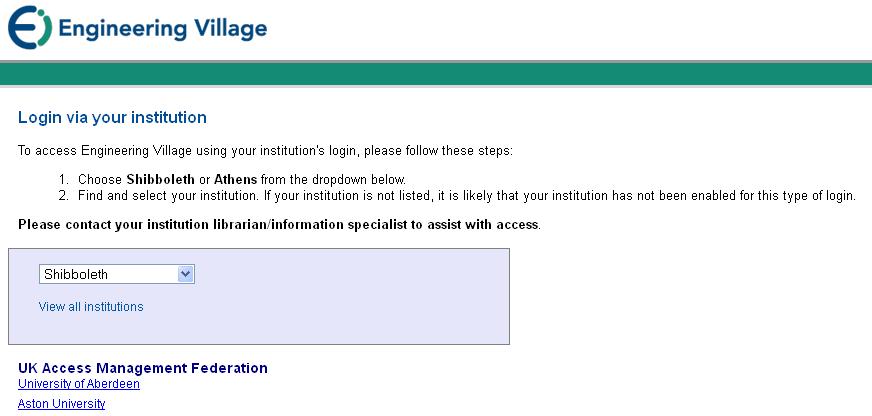 Engineering Village
Login via your institution
To access Engineering Village using your institution's login, please follow these steps:
1. Choose Shibboleth or Athens from the dropdown below.
2. Find and select your institution. If your institution is not listed, it is likely that your institution has not been enabled for this type of login.
Please contact your institution librarian/information specialist to assist with access.
Shibboleth
View all institutions
UK Access Management Federation
University of Aberdeen
Aston University